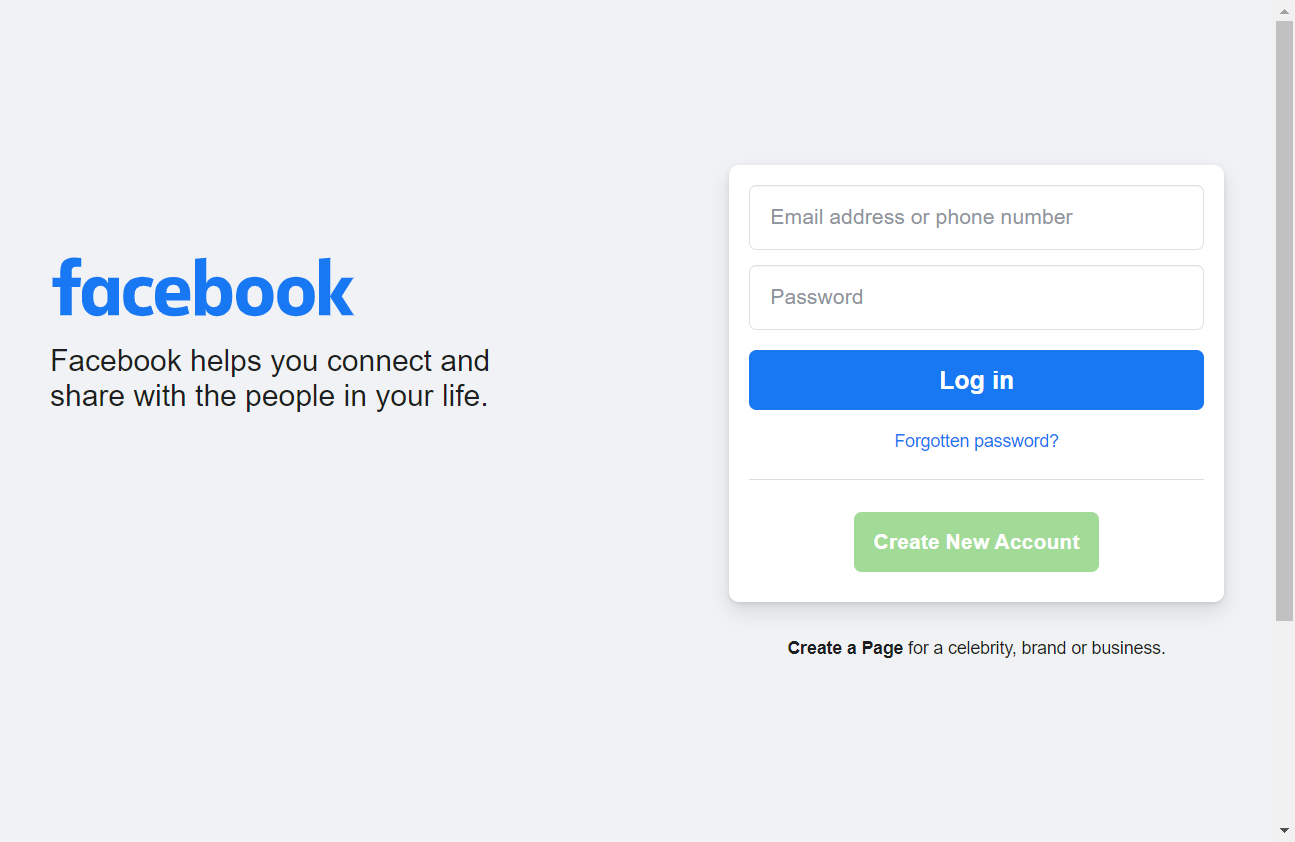 facebook
Facebook helps you connect and
share with the people in your life.
Email address or phone number
Password
Log in
Forgotten password?
Create New Account
Create a Page for a celebrity, brand or business.